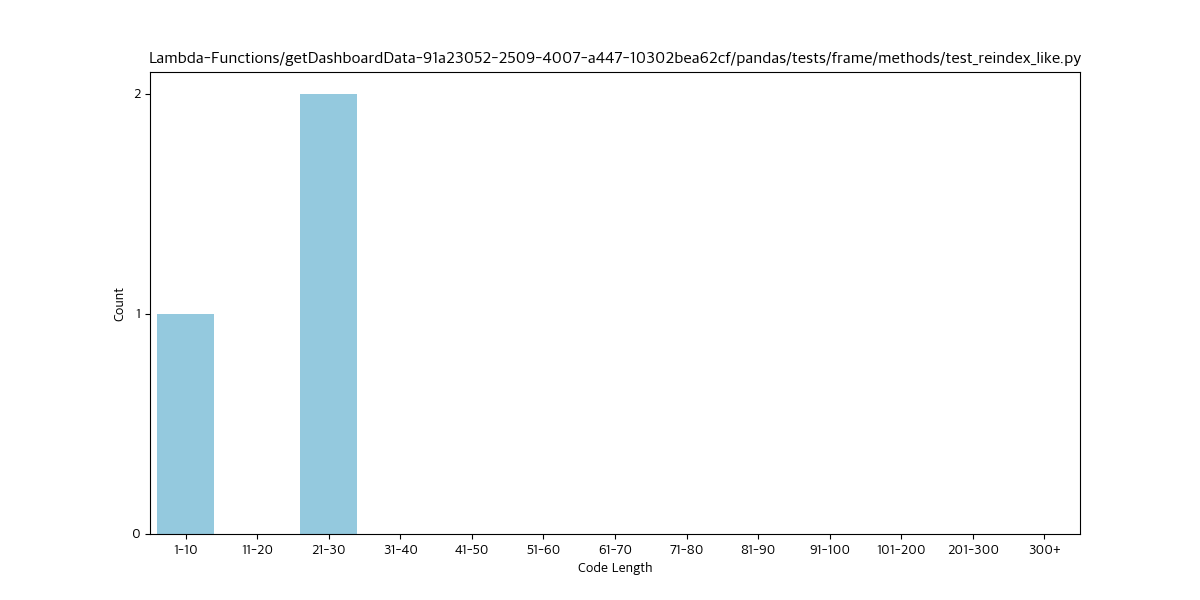 Lambda-Functions/getDashboardData-91a23052-2509-4007-a447-10302bea62cf/pandas/tests/frame/methods/test_reindex_like.py
2
1
0
Count
1-10 11-20 21-30 31-40 41-50 51-60 61-70 71-80 81-90 91-100 101-200 201-300 300+
Code Length